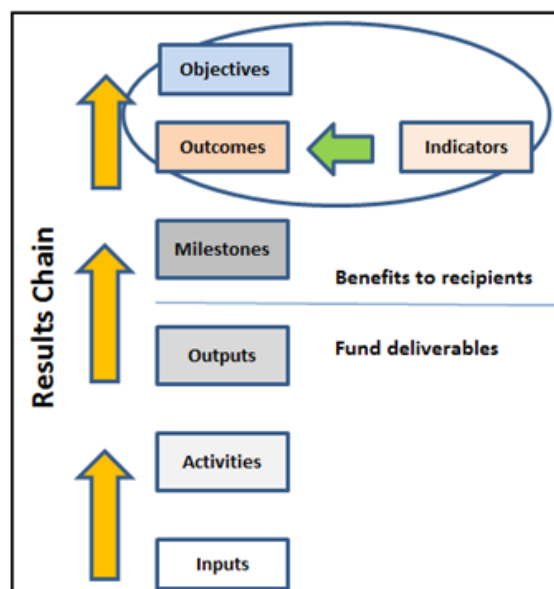 Objectives
Outcomes
Indicators
Milestones
Benefits to recipients
Results Chain
Outputs
Fund deliverables
Activities
Inputs